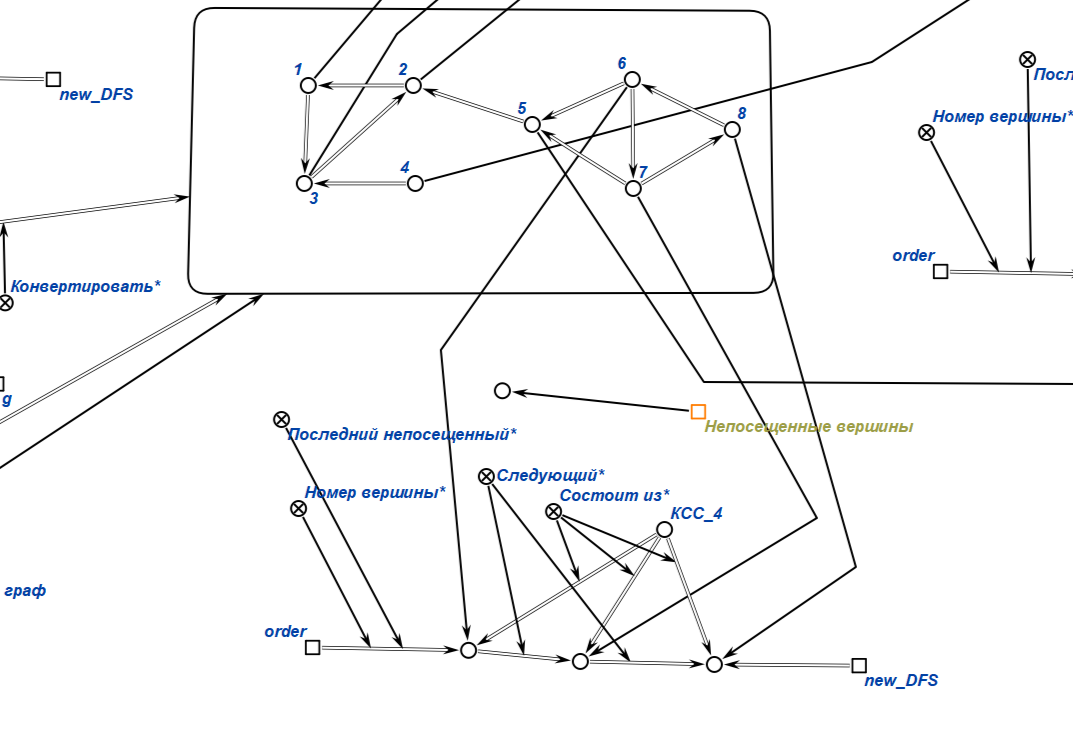 1
2
6
new_DFS
Посл
5
8
Номер вершины*
4
7
3
order
Конвертировать*
g
Непосещенные вершины
Последний непосещенный*
Следующий*
Номер вершины*
Состоит из*
КСС_4
граф
order
new_DFS